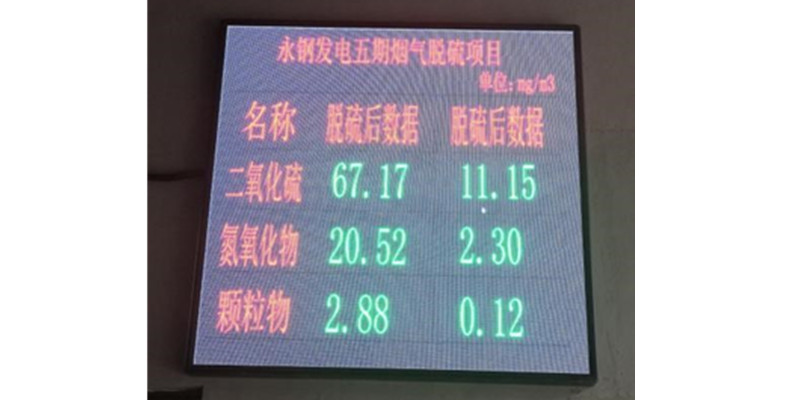 永钢发电五期烟气脱硫项目
单位：mg/m3
名称 脱硫后数据 脱硫后数据
二氧化硫 67.17 11.15
氮氧化物 20.52 2.30
颗粒物 2.88 0.12